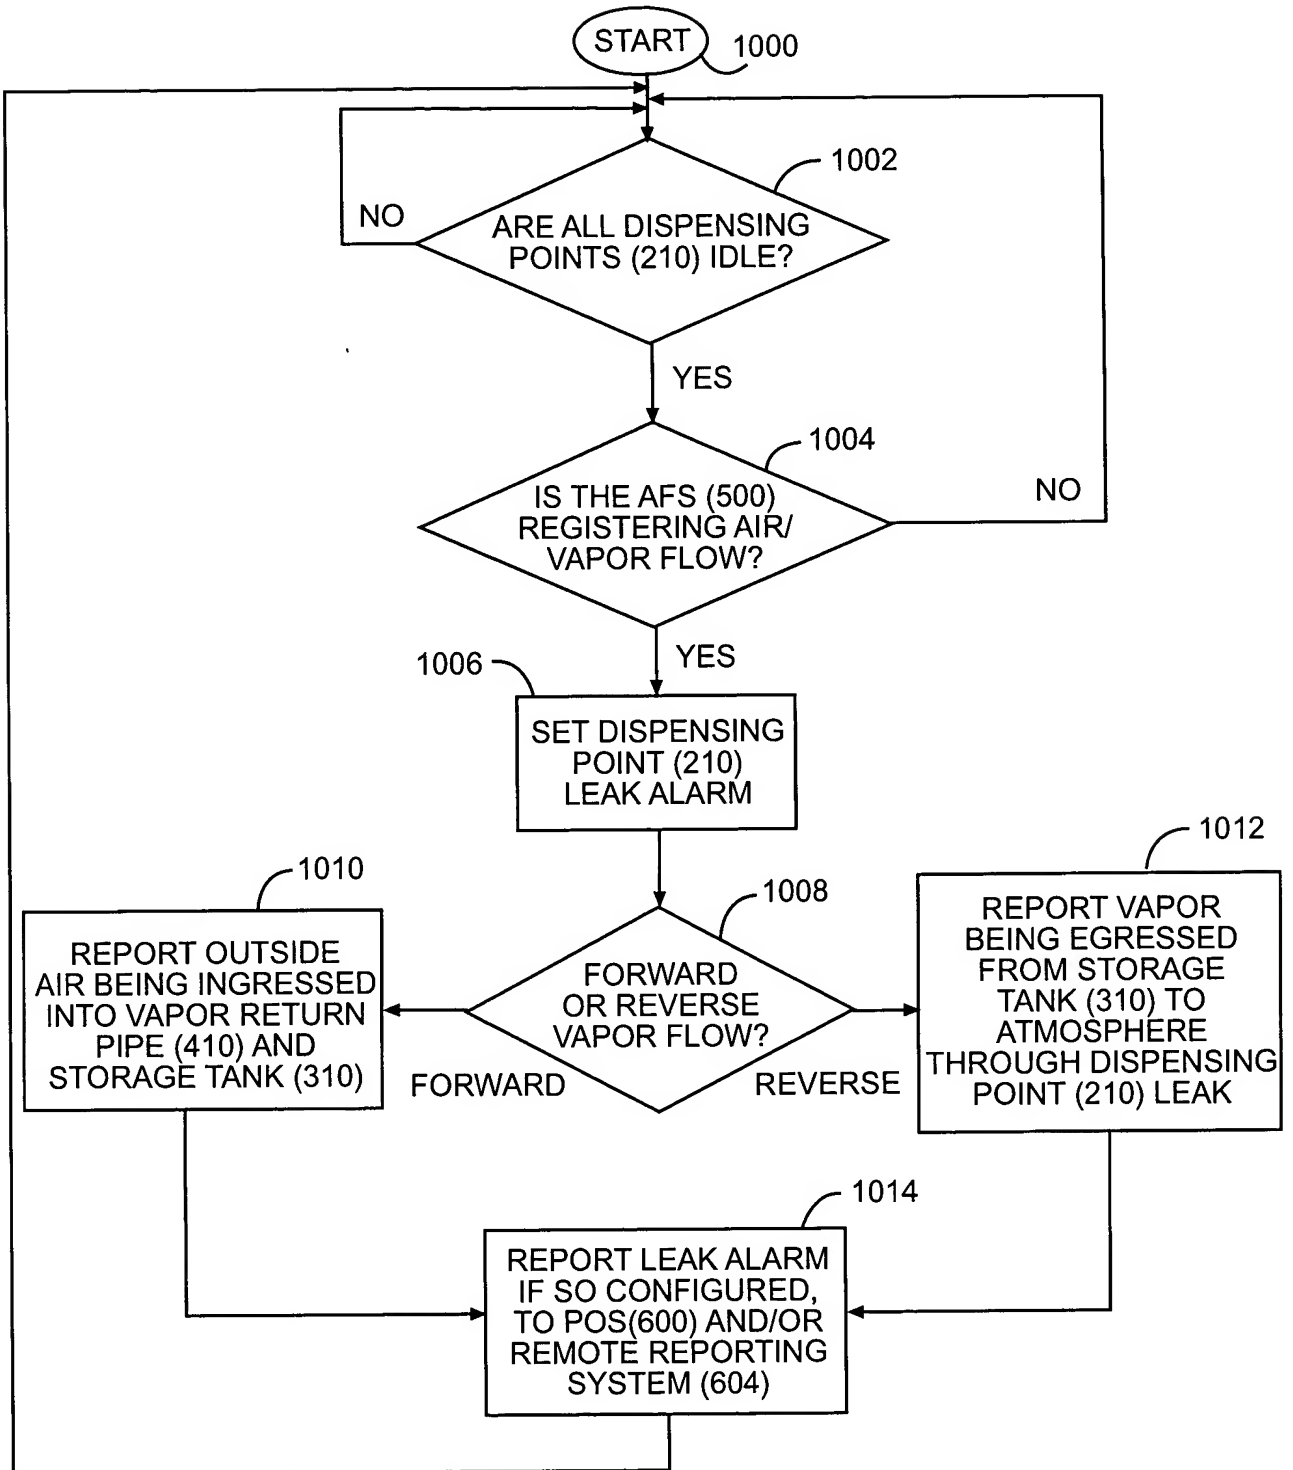 START
1000
1002
NO
ARE ALL DISPENSING
POINTS (210) IDLE?
YES
1004
IS THE AFS (500)
REGISTERING AIR/
VAPOR FLOW?
NO
YES
1006
SET DISPENSING
POINT (210)
LEAK ALARM
1010
REPORT OUTSIDE
AIR BEING INGRESSED
INTO VAPOR RETURN
PIPE (410) AND
STORAGE TANK (310)
1008
FORWARD
OR REVERSE
VAPOR FLOW?
FORWARD
REVERSE
1012
REPORT VAPOR
BEING EGRESSED
FROM STORAGE
TANK (310) TO
ATMOSPHERE
THROUGH DISPENSING
POINT (210) LEAK
1014
REPORT LEAK ALARM
IF SO CONFIGURED,
TO POS(600) AND/OR
REMOTE REPORTING
SYSTEM (604)